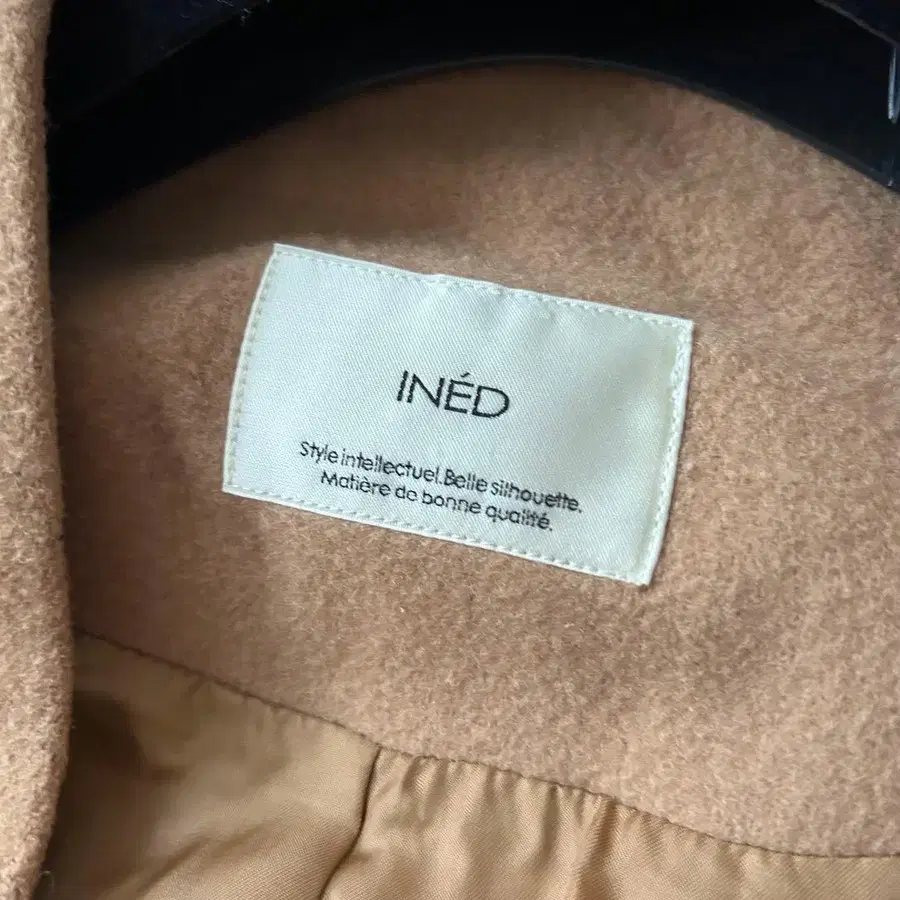 INÉD
Style intellectuel. Belle silhouette.
Matière de bonne qualité.